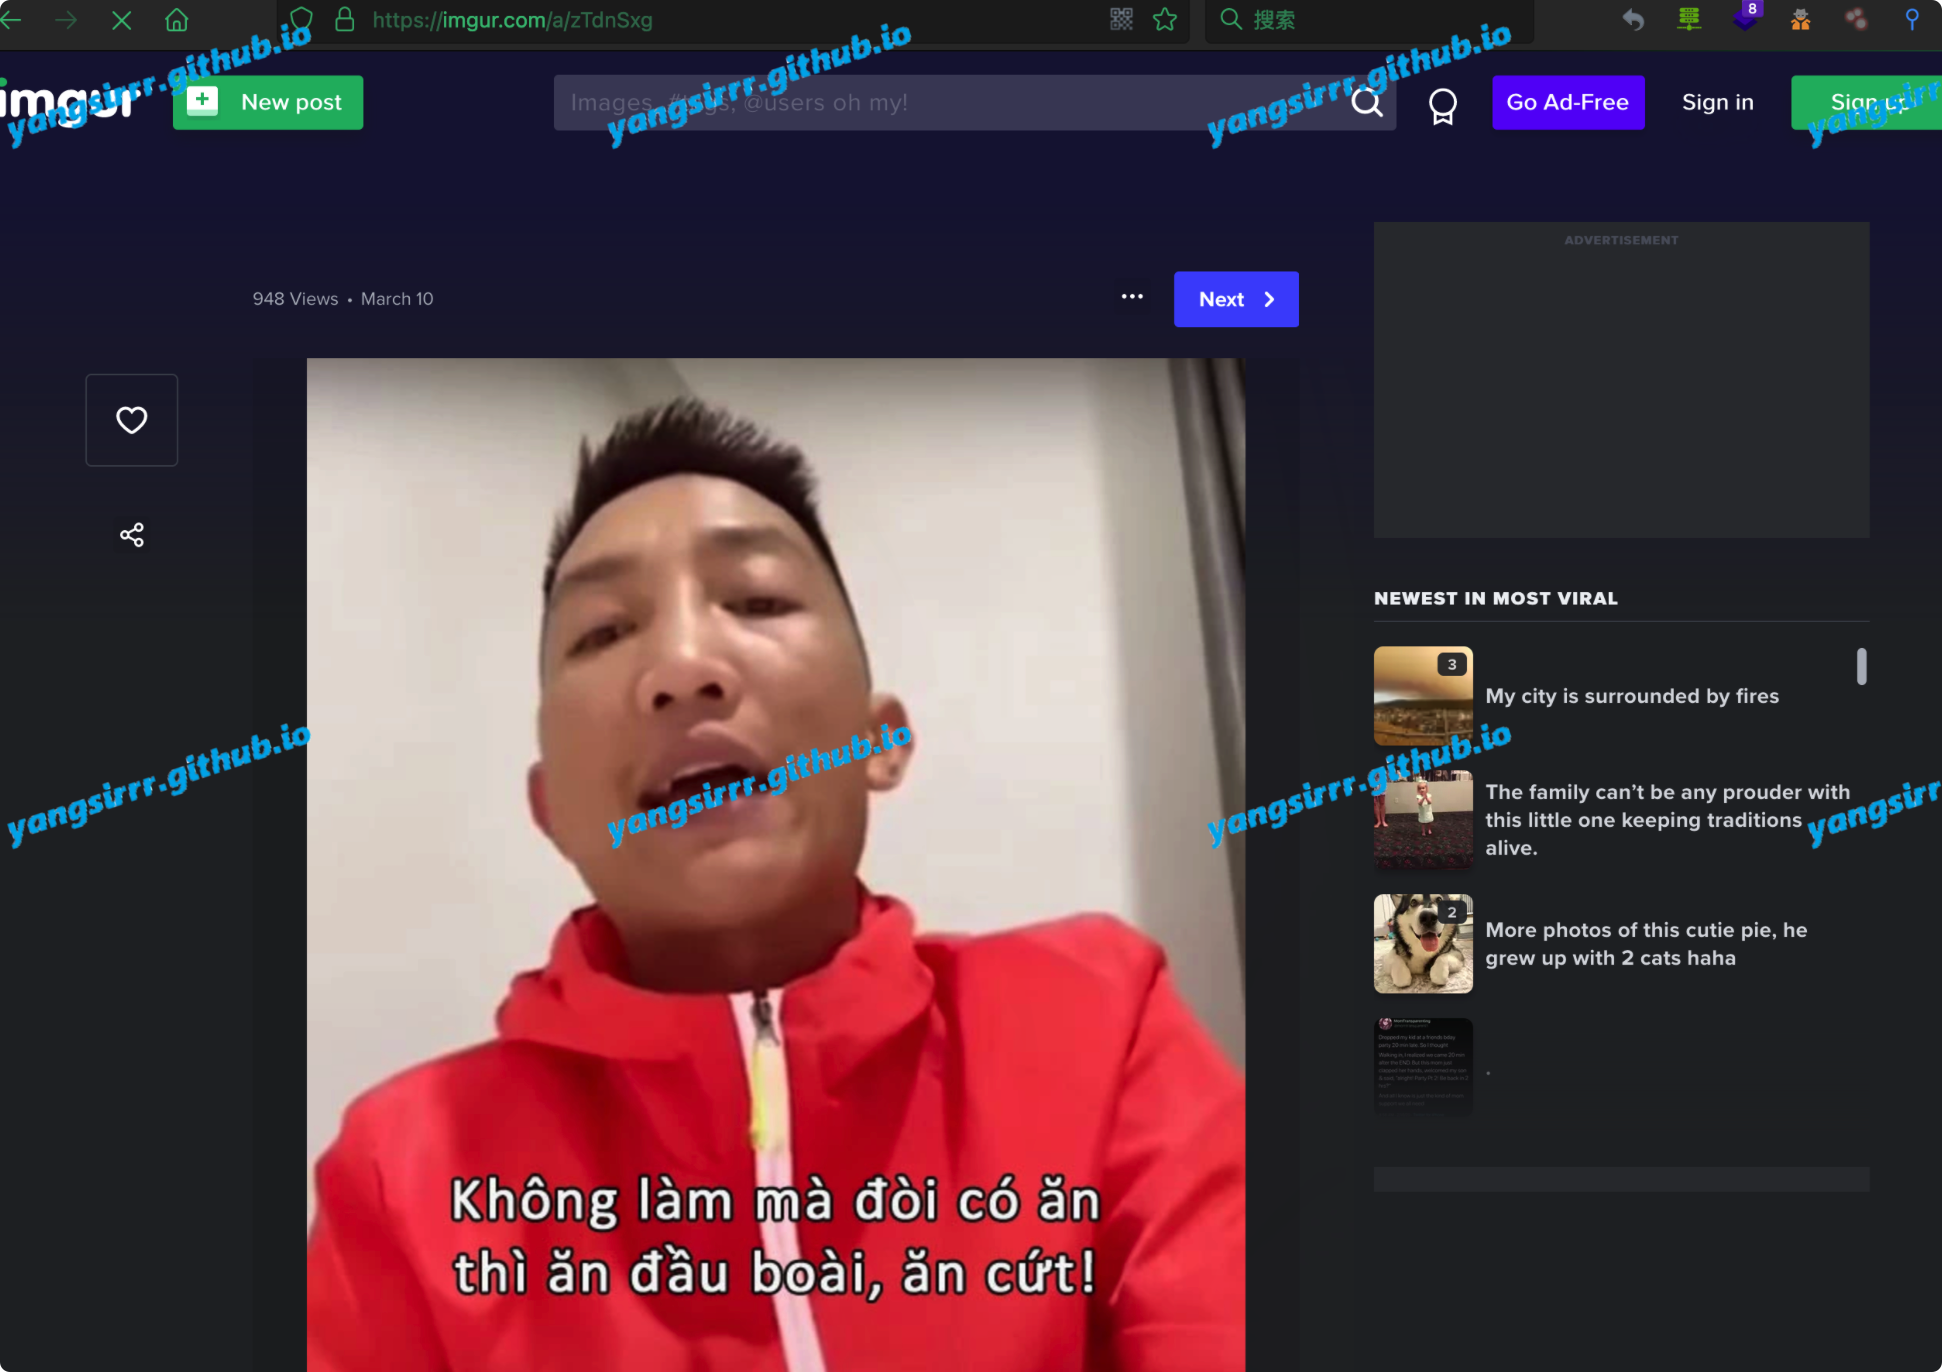 https://imgur.com/a/zTdnSxg
搜索
8
imgur
New post
Images, #tags, @users oh my!
Go Ad-Free
Sign in
Sign up
yangsirrr.github.io
yangsirrr.github.io
yangsirrr.github.io
yangsirr
ADVERTISEMENT
948 Views • March 10
Next
NEWEST IN MOST VIRAL
3
My city is surrounded by fires
yangsirrr.github.io
yangsirrr.github.io
yangsirrr.github.io
yangsirr
The family can't be any prouder with
this little one keeping traditions
alive.
2
More photos of this cutie pie, he
grew up with 2 cats haha
.
Không làm mà đòi có ăn
thì ăn đầu boài, ăn cứt!